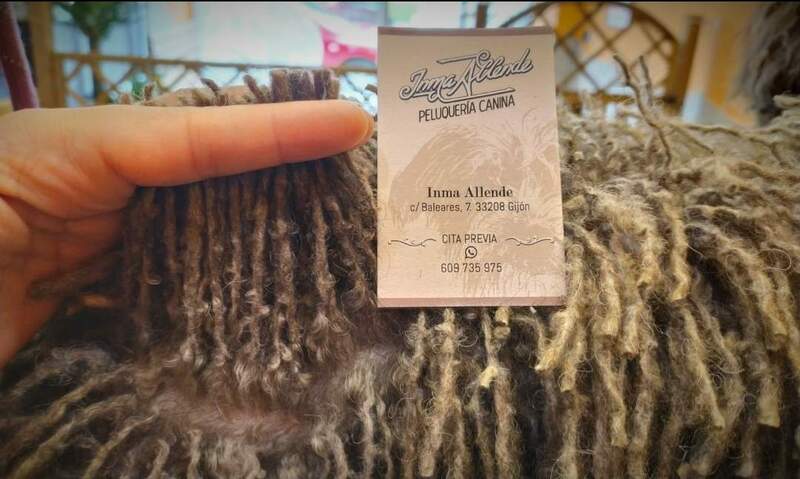 Inma Allende
PELUQUERÍA CANINA
Inma Allende
c/ Baleares, 7. 33208 Gijón
CITA PREVIA
609 735 975